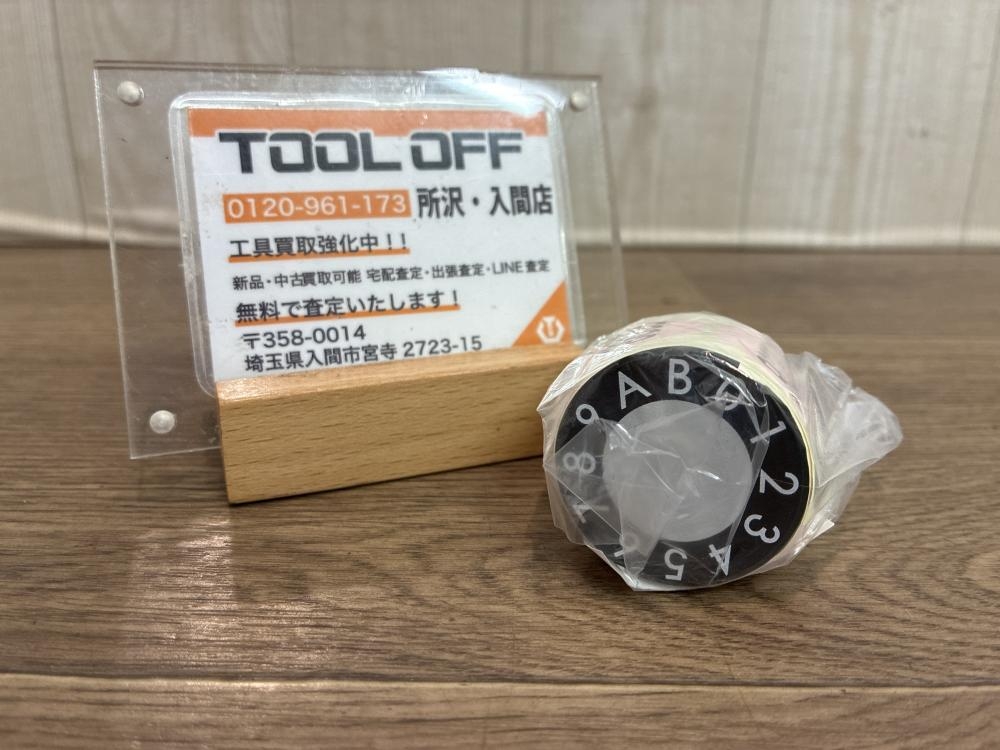 TOOL OFF
0120-961-173 所沢・入間店
工具買取強化中！！
新品・中古買取可能 宅配査定・出張査定・LINE査定
無料で査定いたします！
〒358-0014
埼玉県入間市宮寺 2723-15
A B 0 1 2 3 4 5 6 7 8 9